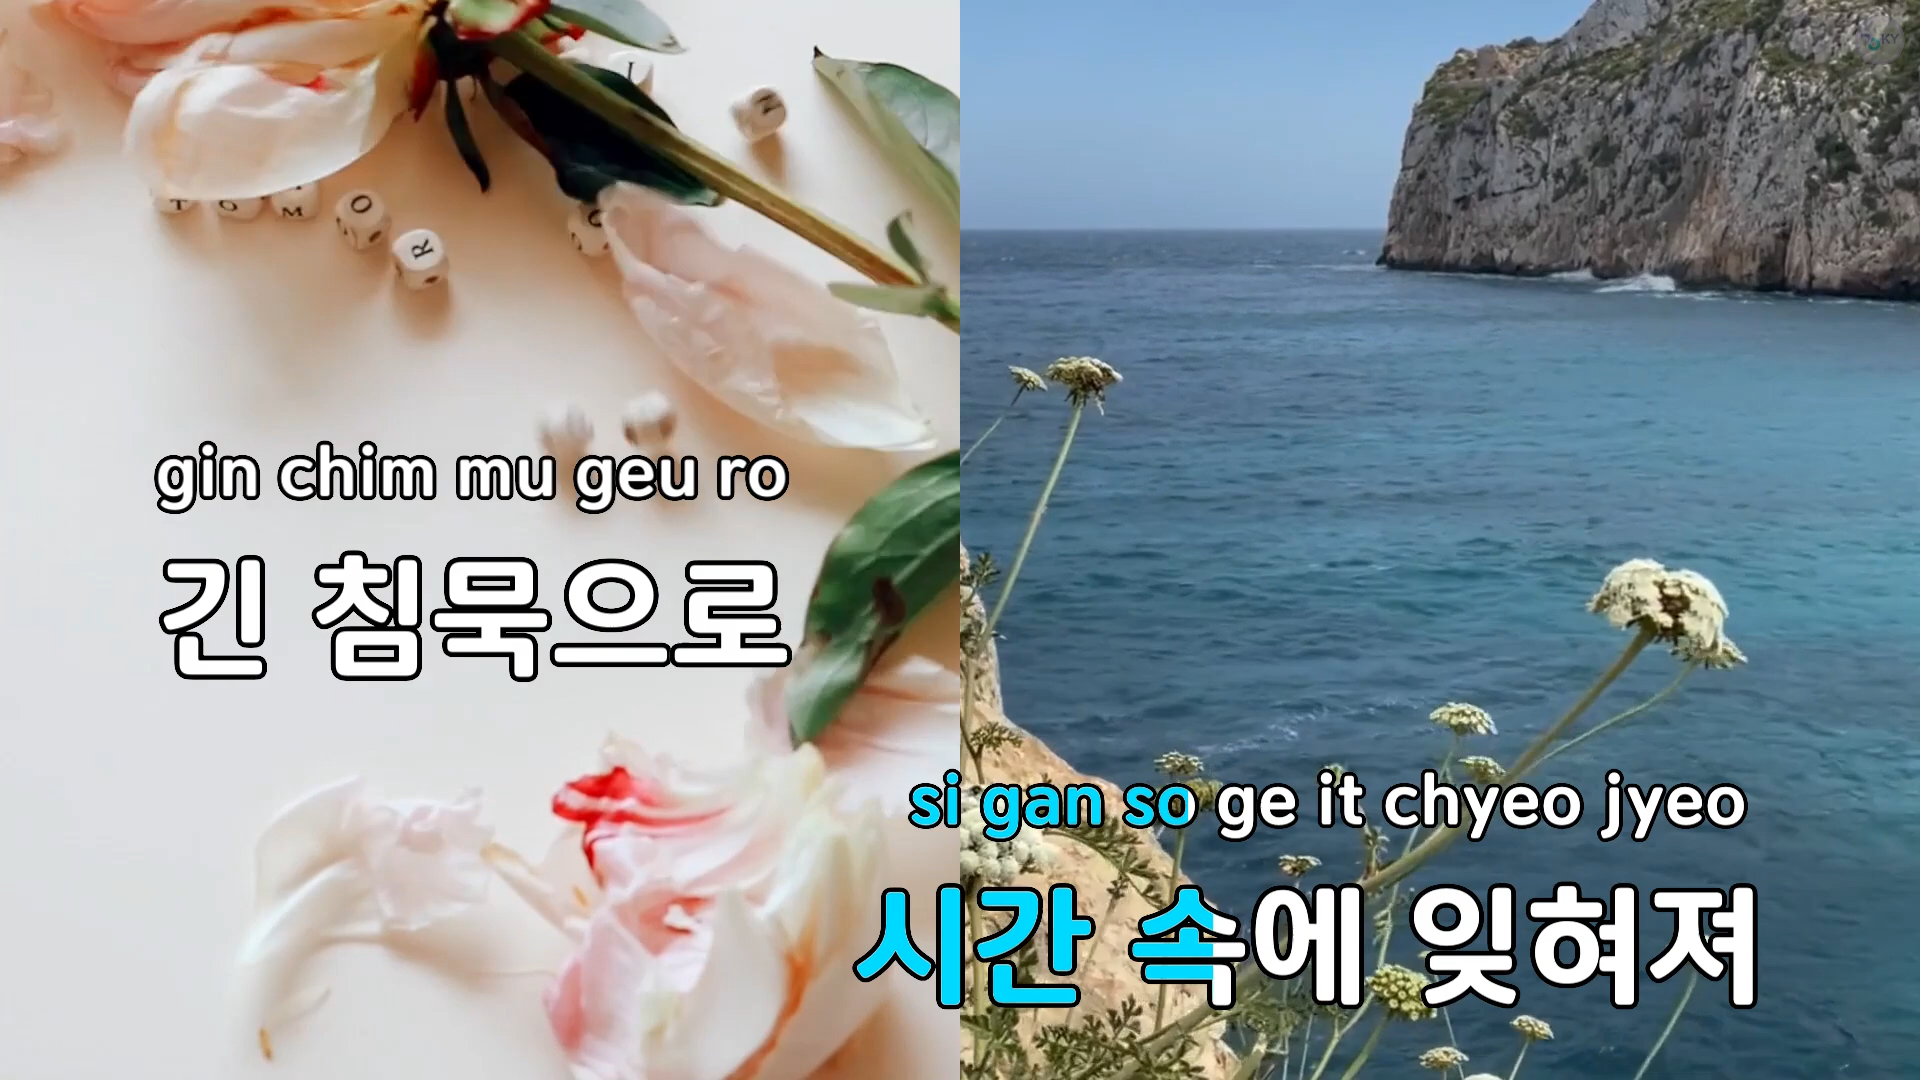 T O M O R
KY
gin chim mu geu ro
긴 침묵으로
si gan so ge it chyeo jyeo
시간 속에 잊혀져